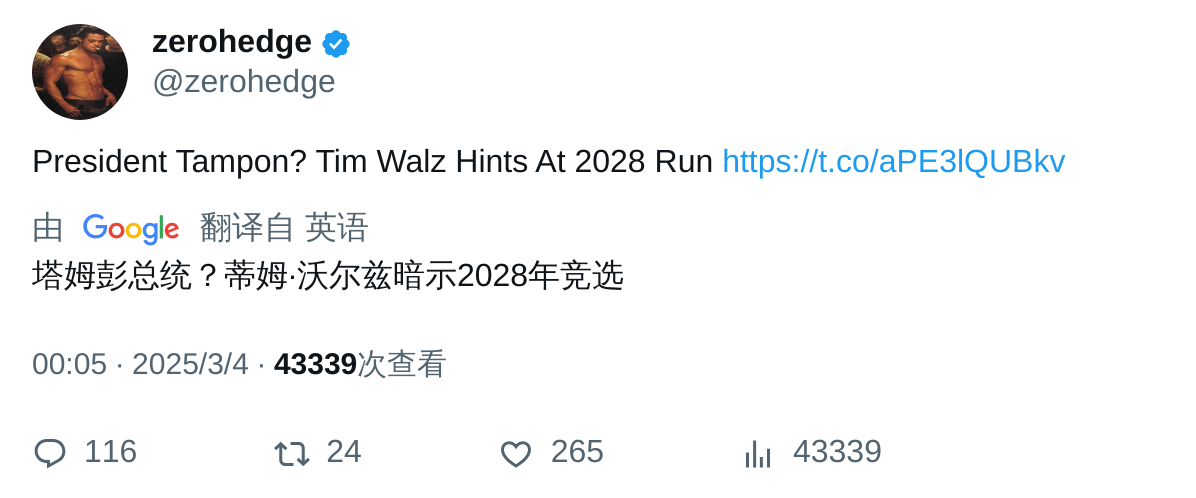 zerohedge
@zerohedge
President Tampon? Tim Walz Hints At 2028 Run https://t.co/aPE3lQUBkv
由 Google 翻译自 英语
塔姆彭总统？蒂姆·沃尔兹暗示2028年竞选
00:05 · 2025/3/4 · 43339次查看
116 24 265 43339